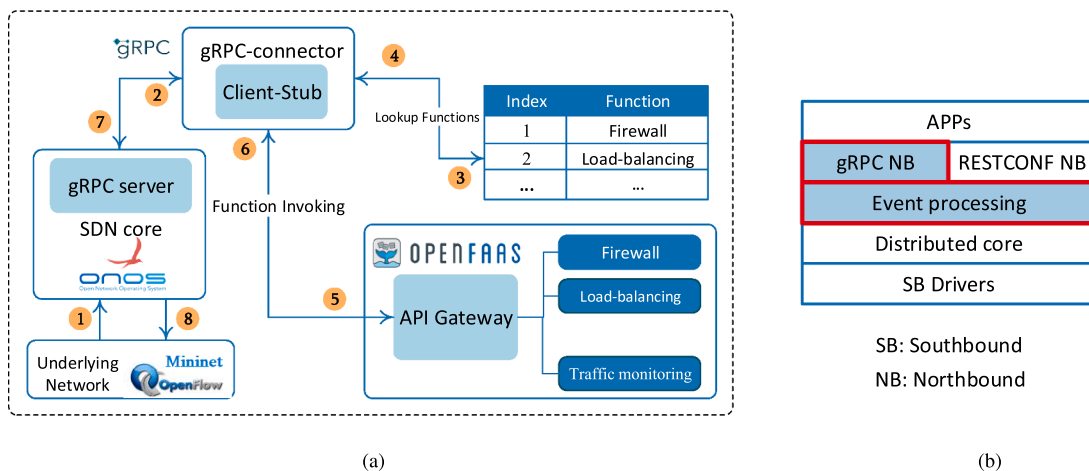 gRPC
gRPC-connector
Client-Stub
4
2
7
6
Lookup Functions
3
Index Function
1 Firewall
2 Load-balancing
... ...
gRPC server
SDN core
onos
Open Network Operating System
Function Invoking
1
8
Underlying
Network
Mininet
OpenFlow
5
OPENFAAS
API Gateway
Firewall
Load-balancing
Traffic monitoring
(a)
APPs
gRPC NB RESTCONF NB
Event processing
Distributed core
SB Drivers
SB: Southbound
NB: Northbound
(b)